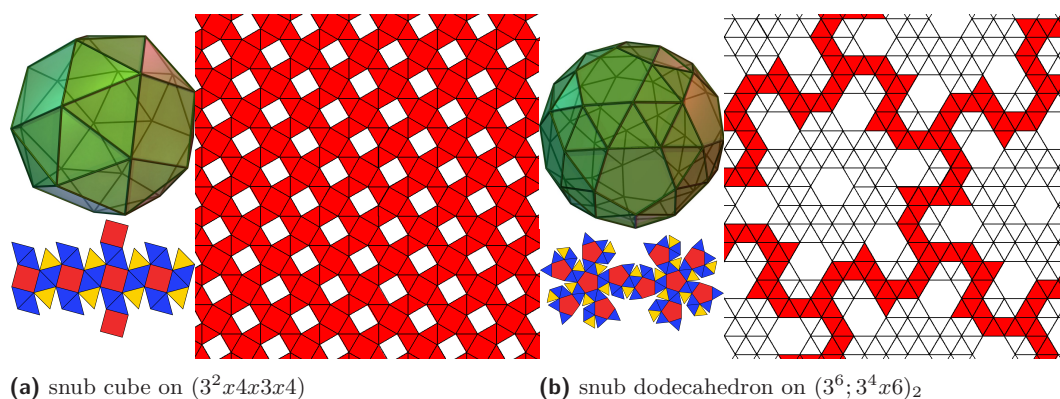 (a) snub cube on (3²x4x3x4)
(b) snub dodecahedron on (3⁶; 3⁴x6)₂